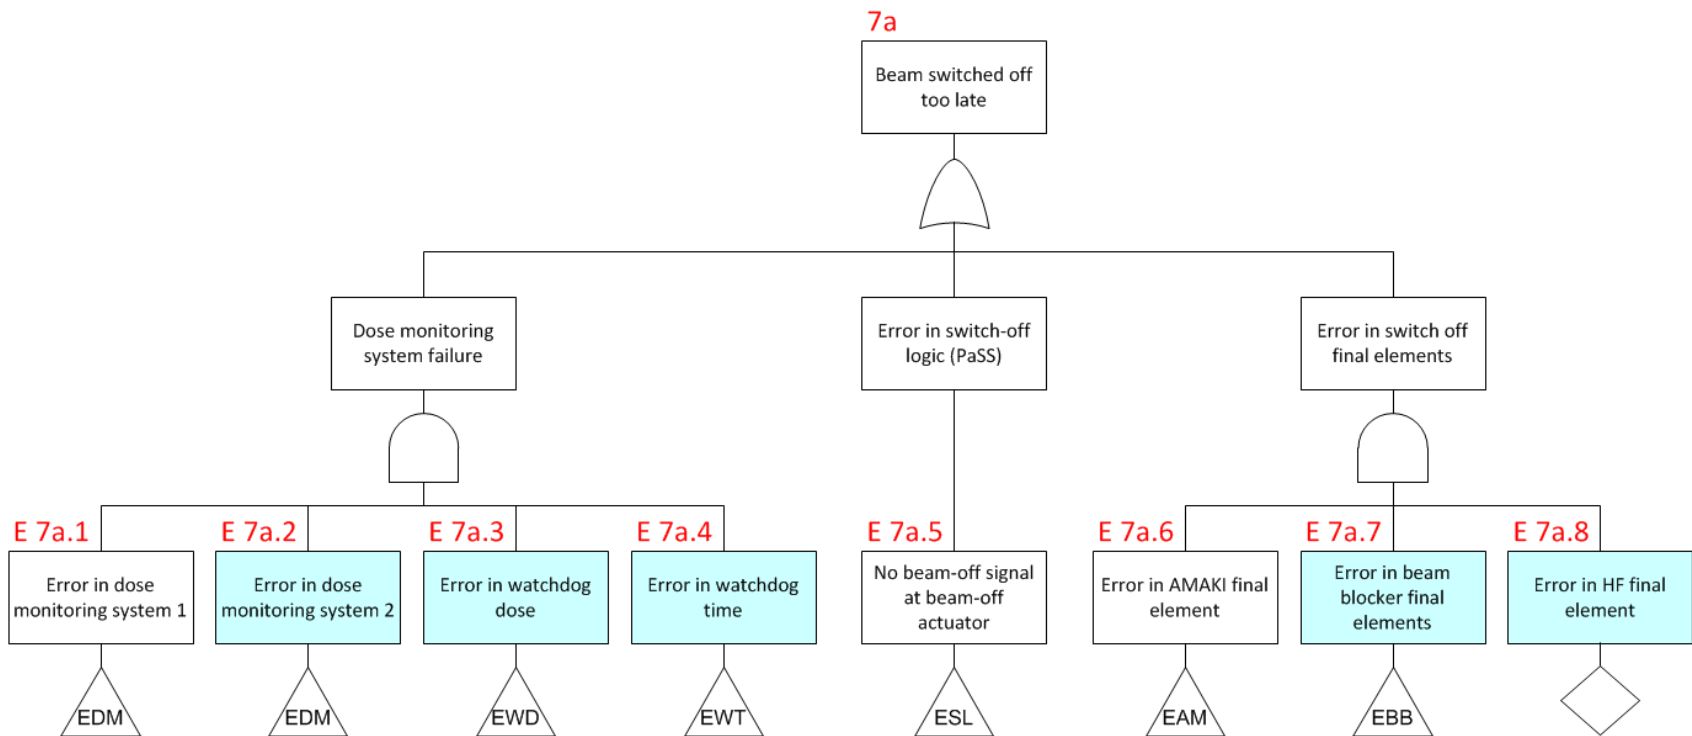 7a
Beam switched off
too late
Dose monitoring
system failure
Error in switch-off
logic (PaSS)
Error in switch off
final elements
E 7a.1
E 7a.2
E 7a.3
E 7a.4
E 7a.5
E 7a.6
E 7a.7
E 7a.8
Error in dose
monitoring system 1
Error in dose
monitoring system 2
Error in watchdog
dose
Error in watchdog
time
No beam-off signal
at beam-off
actuator
Error in AMAKI final
element
Error in beam
blocker final
elements
Error in HF final
element
EDM
EDM
EWD
EWT
ESL
EAM
EBB